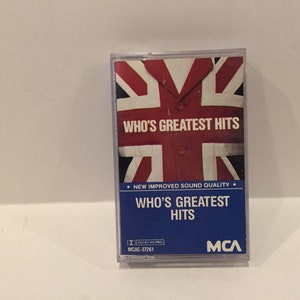 WHO'S GREATEST HITS
• NEW IMPROVED SOUND QUALITY •
WHO'S GREATEST
HITS
MCAC-37261
MCA